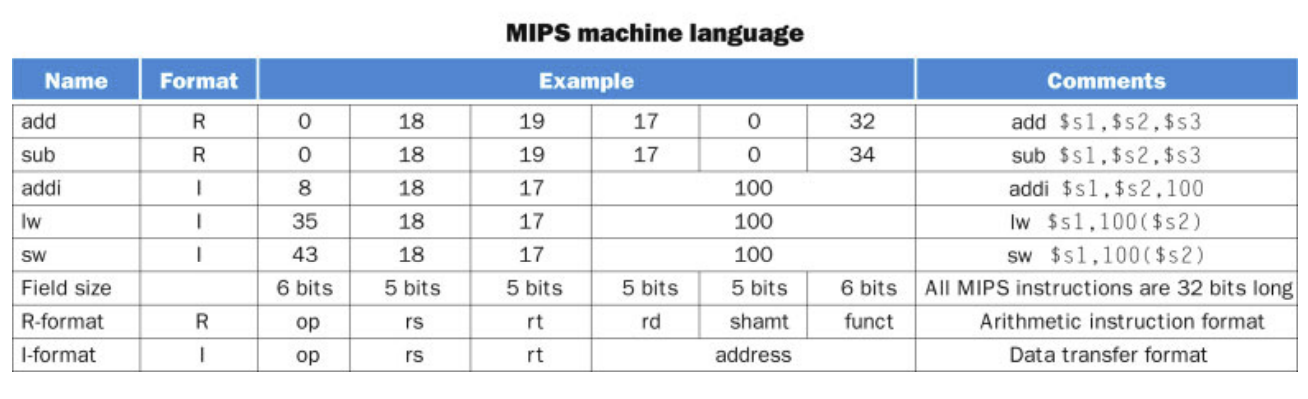 MIPS machine language
Name Format Example Comments
add R 0 18 19 17 0 32 add $s1,$s2,$s3
sub R 0 18 19 17 0 34 sub $s1,$s2,$s3
addi I 8 18 17 100 addi $s1,$s2,100
lw I 35 18 17 100 lw $s1,100($s2)
sw I 43 18 17 100 sw $s1,100($s2)
Field size 6 bits 5 bits 5 bits 5 bits 5 bits 6 bits All MIPS instructions are 32 bits long
R-format R op rs rt rd shamt funct Arithmetic instruction format
I-format I op rs rt address Data transfer format